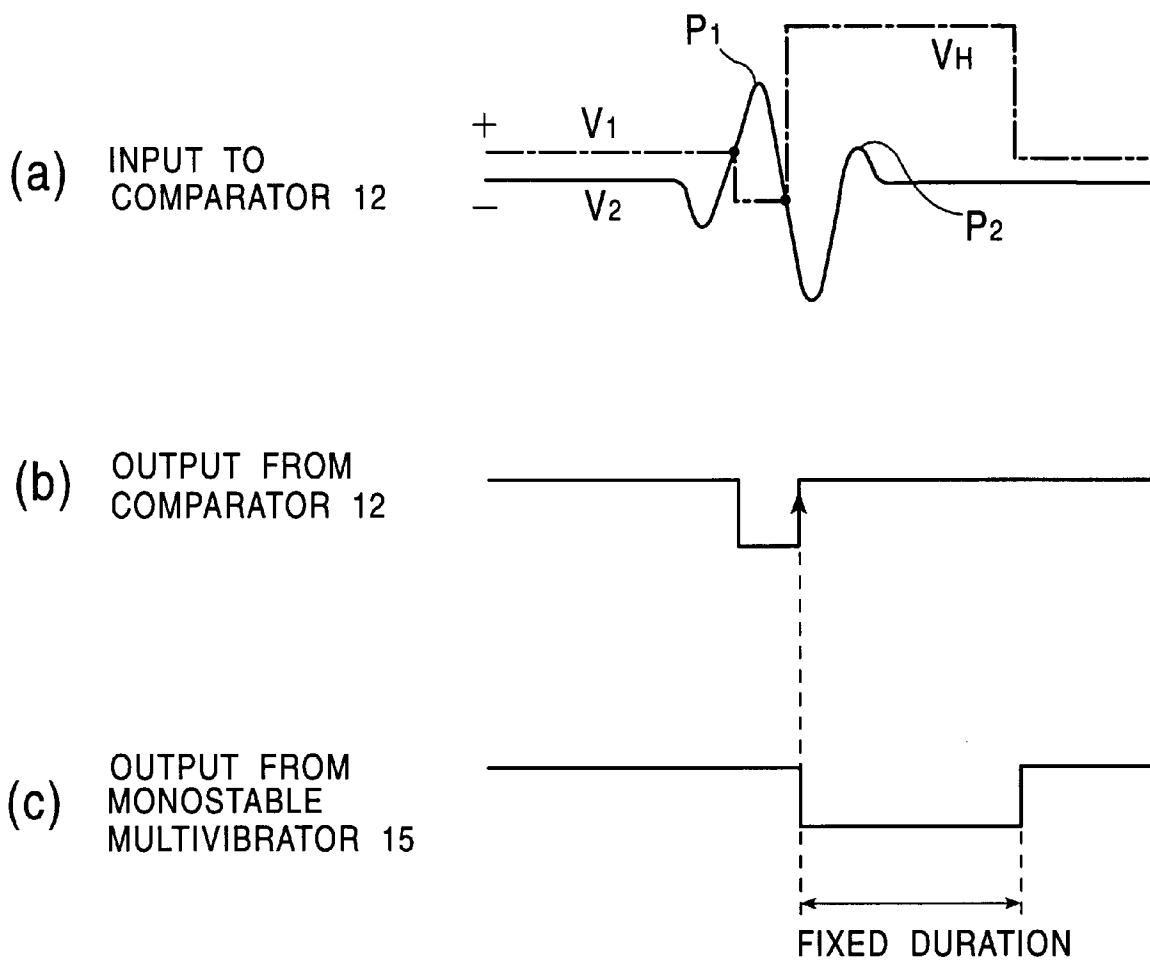 P1
VH
+ V1
(a) INPUT TO
COMPARATOR 12
− V2
P2
(b) OUTPUT FROM
COMPARATOR 12
(c) OUTPUT FROM
MONOSTABLE
MULTIVIBRATOR 15
FIXED DURATION